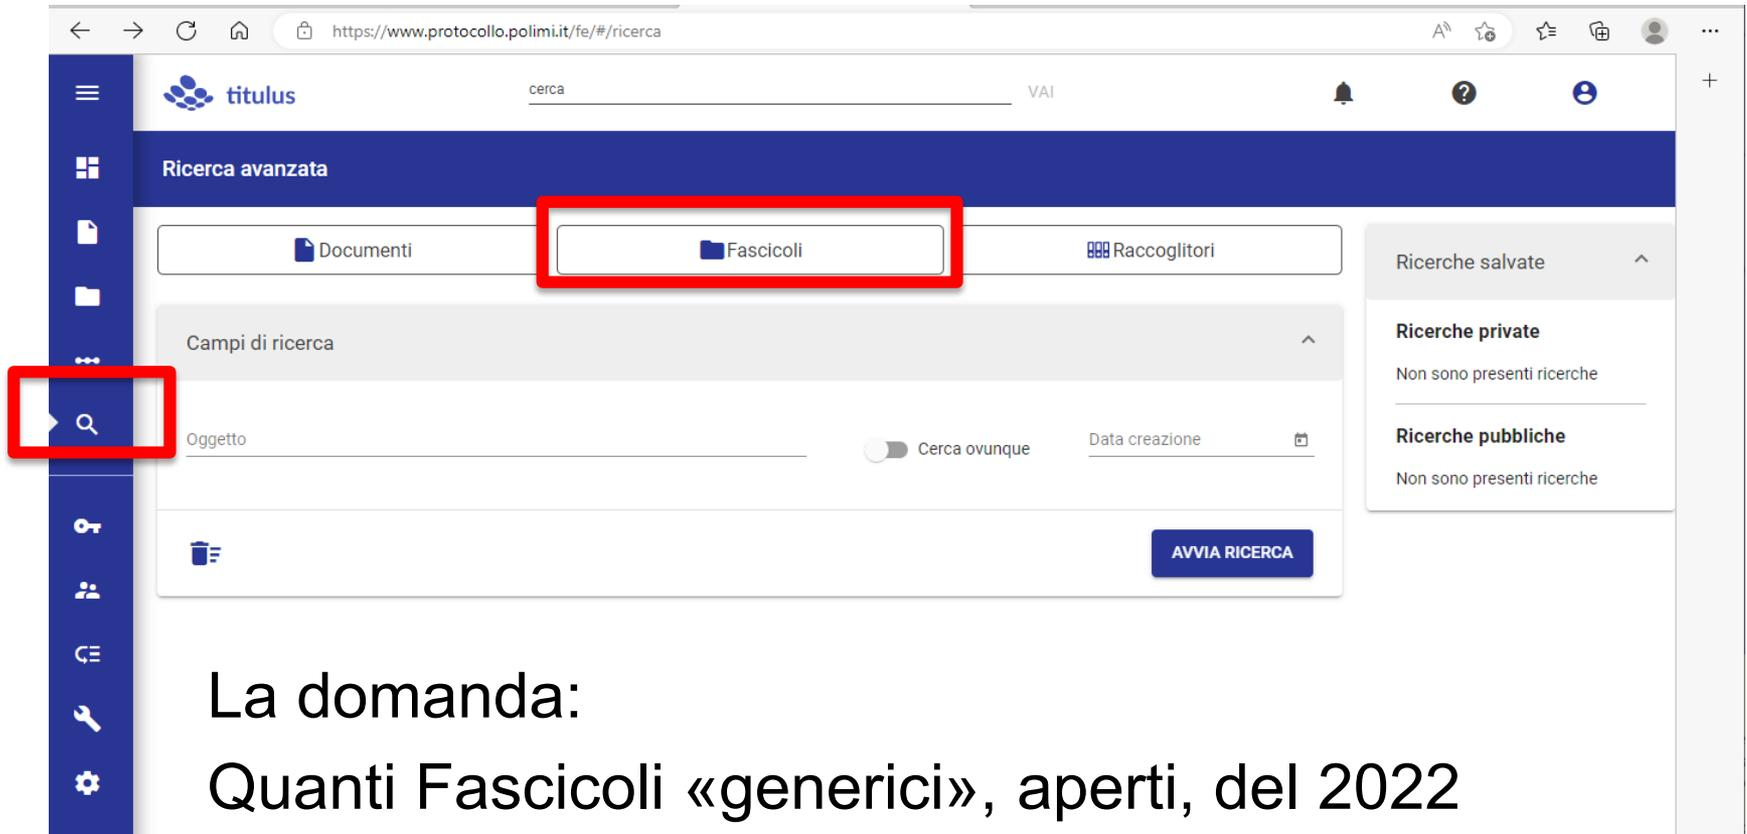 https://www.protocollo.polimi.it/fe/#/ricerca
titulus
cerca
VAI
Ricerca avanzata
Documenti
Fascicoli
Raccoglitori
Ricerche salvate
Campi di ricerca
Ricerche private
Non sono presenti ricerche
Oggetto
Cerca ovunque
Data creazione
Ricerche pubbliche
Non sono presenti ricerche
AVVIA RICERCA
La domanda:
Quanti Fascicoli «generici», aperti, del 2022